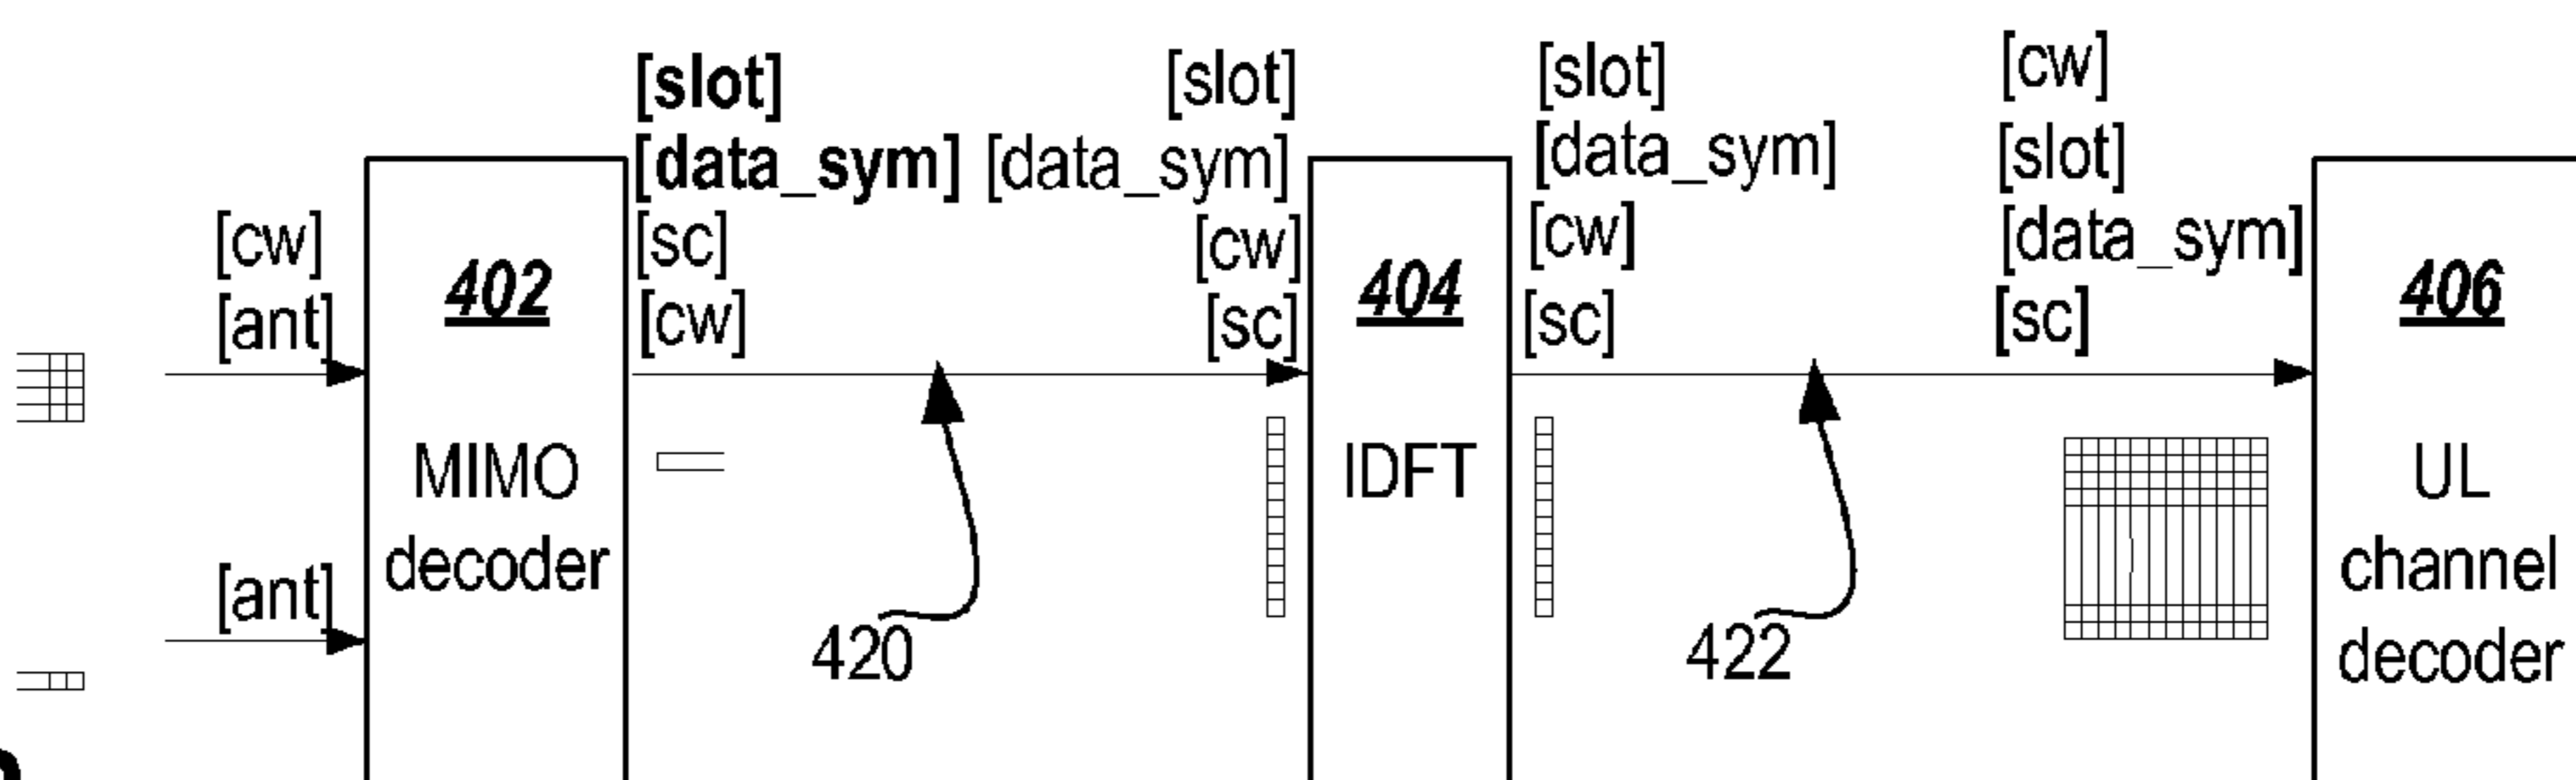 [cw]
[ant]
[ant]
402
MIMO
decoder
[slot]
[data_sym]
[sc]
[cw]
420
[slot]
[data_sym]
[cw]
[sc]
404
IDFT
[slot]
[data_sym]
[cw]
[sc]
422
[cw]
[slot]
[data_sym]
[sc]
406
UL
channel
decoder